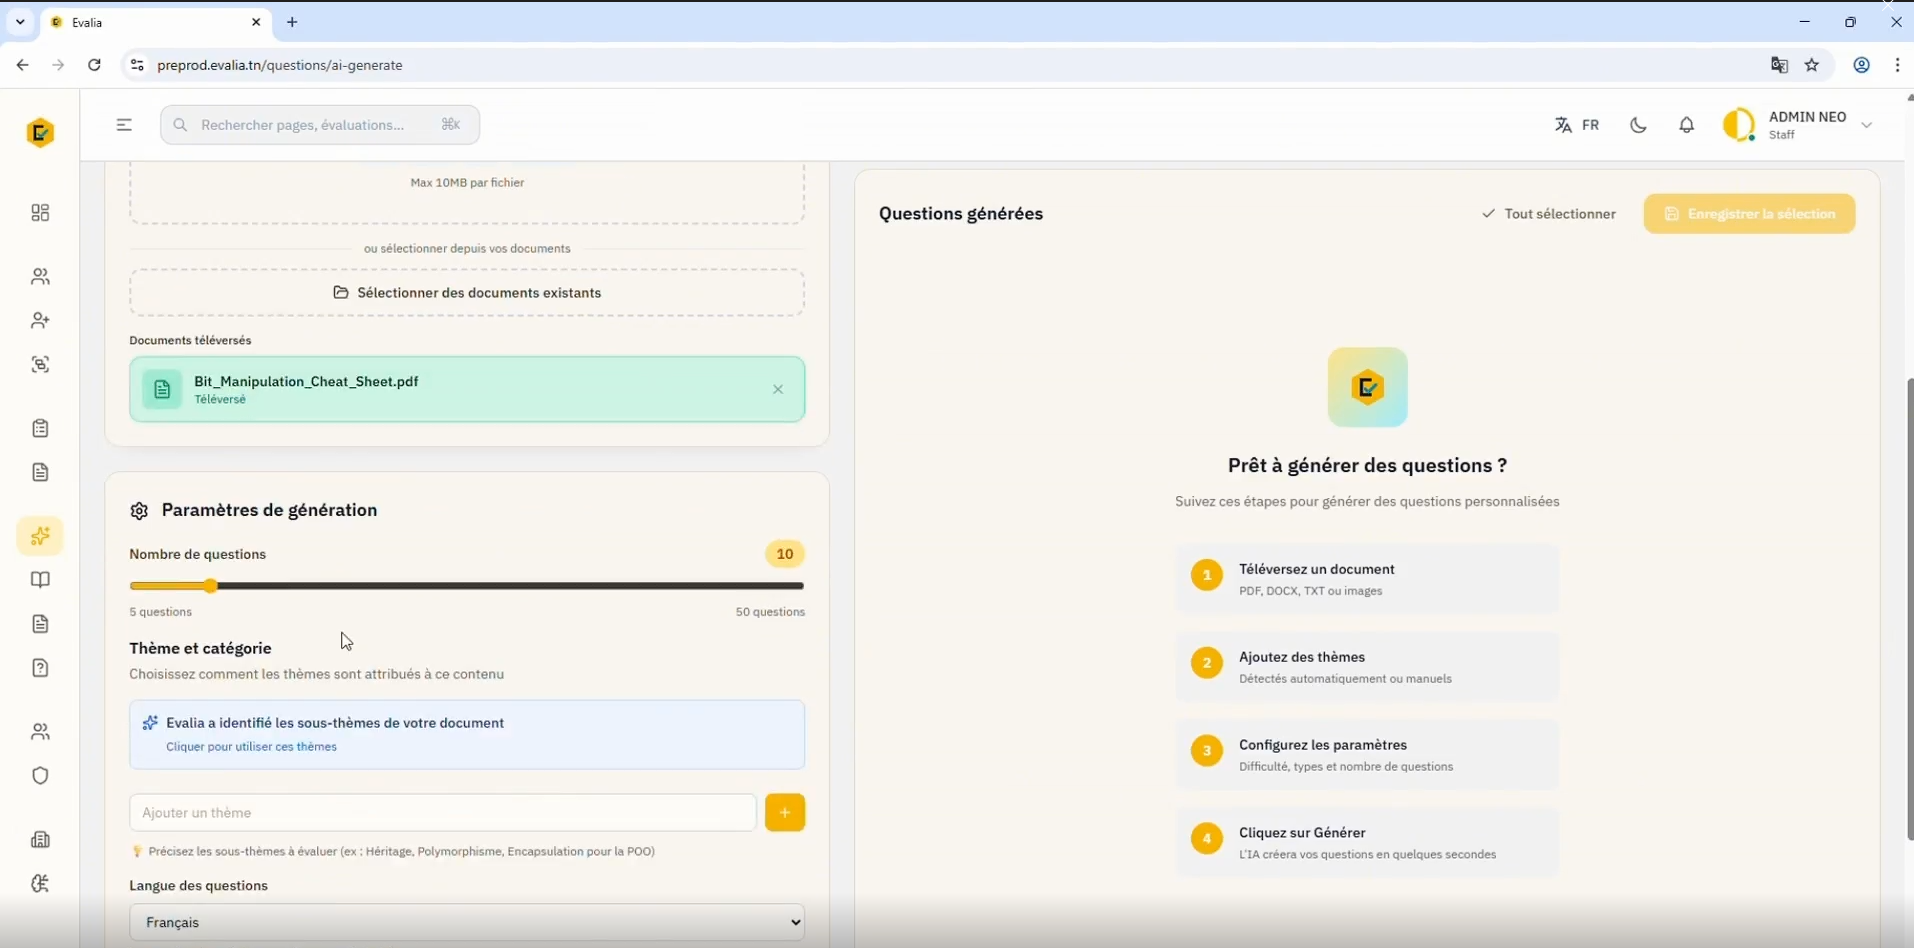 Evalia
preprod.evalia.tn/questions/ai-generate
Rechercher pages, évaluations... ⌘K
FR
ADMIN NEO
Staff
Max 10MB par fichier
ou sélectionner depuis vos documents
Sélectionner des documents existants
Documents téléversés
Bit_Manipulation_Cheat_Sheet.pdf
Téléversé
Paramètres de génération
Nombre de questions 10
5 questions 50 questions
Thème et catégorie
Choisissez comment les thèmes sont attribués à ce contenu
Evalia a identifié les sous-thèmes de votre document
Cliquer pour utiliser ces thèmes
Ajouter un thème
+
Précisez les sous-thèmes à évaluer (ex : Héritage, Polymorphisme, Encapsulation pour la POO)
Langue des questions
Français
Questions générées
Tout sélectionner
Enregistrer la sélection
Prêt à générer des questions ?
Suivez ces étapes pour générer des questions personnalisées
1 Téléversez un document
PDF, DOCX, TXT ou images
2 Ajoutez des thèmes
Détectés automatiquement ou manuels
3 Configurez les paramètres
Difficulté, types et nombre de questions
4 Cliquez sur Générer
L'IA créera vos questions en quelques secondes